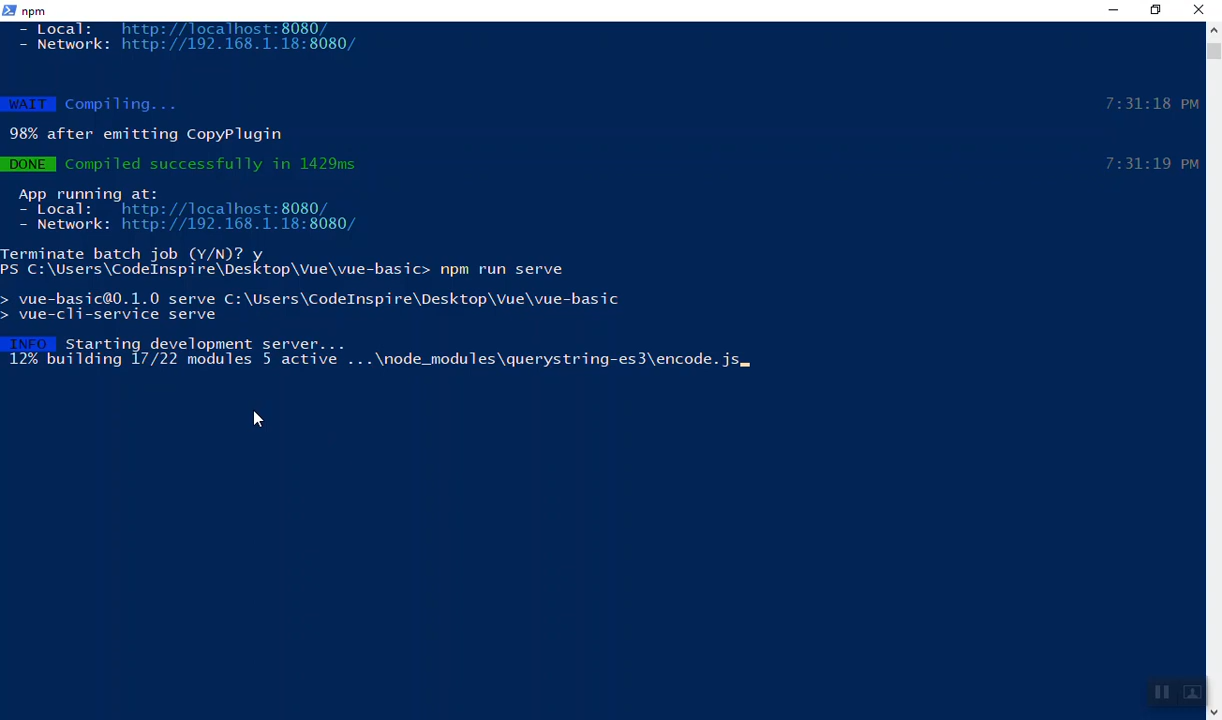 npm
- Local:   http://localhost:8080/
- Network: http://192.168.1.18:8080/
WAIT  Compiling...  7:31:18 PM
98% after emitting CopyPlugin
DONE  Compiled successfully in 1429ms  7:31:19 PM
App running at:
- Local:   http://localhost:8080/
- Network: http://192.168.1.18:8080/
Terminate batch job (Y/N)? y
PS C:\Users\CodeInspire\Desktop\Vue\vue-basic> npm run serve
> vue-basic@0.1.0 serve C:\Users\CodeInspire\Desktop\Vue\vue-basic
> vue-cli-service serve
INFO  Starting development server...
12% building 17/22 modules 5 active ...\node_modules\querystring-es3\encode.js